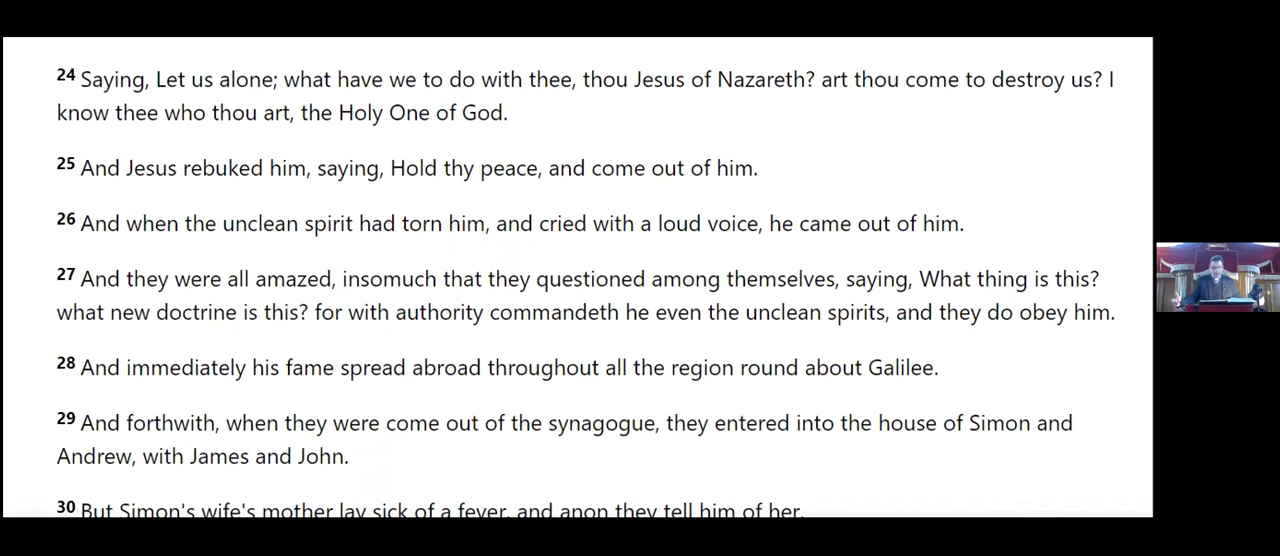 24 Saying, Let us alone; what have we to do with thee, thou Jesus of Nazareth? art thou come to destroy us? I
know thee who thou art, the Holy One of God.
25 And Jesus rebuked him, saying, Hold thy peace, and come out of him.
26 And when the unclean spirit had torn him, and cried with a loud voice, he came out of him.
27 And they were all amazed, insomuch that they questioned among themselves, saying, What thing is this?
what new doctrine is this? for with authority commandeth he even the unclean spirits, and they do obey him.
28 And immediately his fame spread abroad throughout all the region round about Galilee.
29 And forthwith, when they were come out of the synagogue, they entered into the house of Simon and
Andrew, with James and John.
30 But Simon's wife's mother lay sick of a fever, and anon they tell him of her.